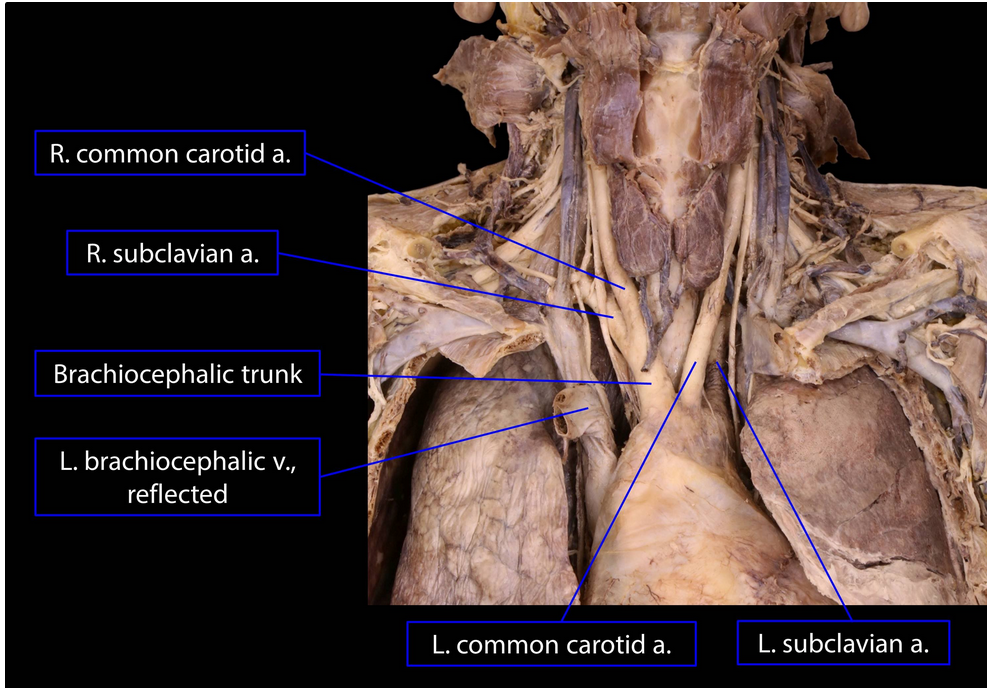 R. common carotid a.
R. subclavian a.
Brachiocephalic trunk
L. brachiocephalic v.,
reflected
L. common carotid a.
L. subclavian a.